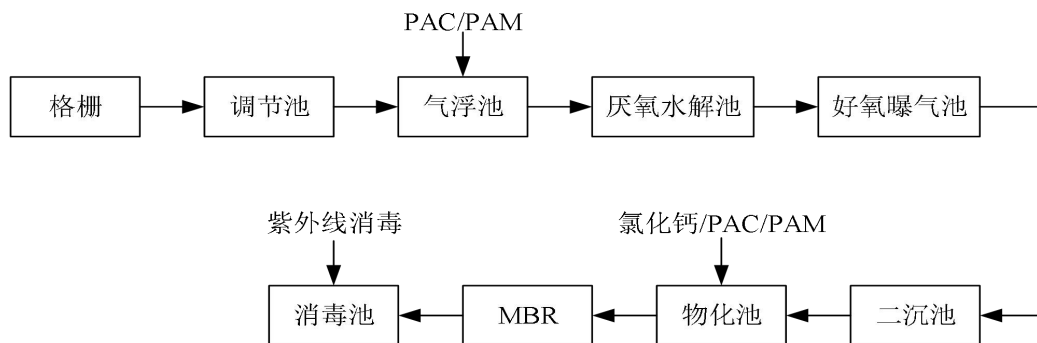 PAC/PAM
格栅
调节池
气浮池
厌氧水解池
好氧曝气池
紫外线消毒
氯化钙/PAC/PAM
消毒池
MBR
物化池
二沉池